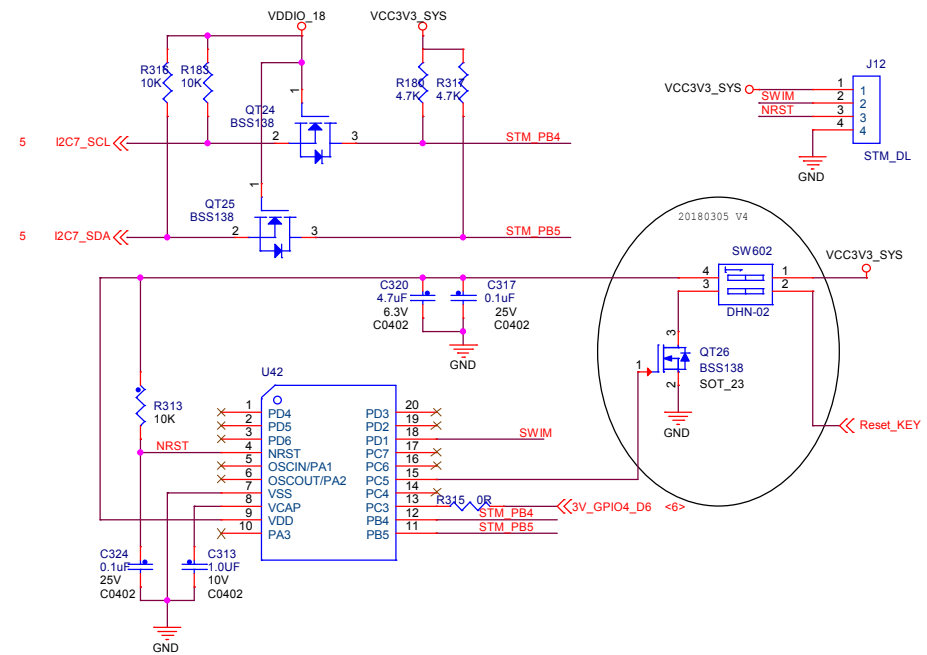 VDDIO_18
VCC3V3_SYS
R316
10K
R183
10K
R180
4.7K
R317
4.7K
QT24
BSS138
1
2
3
5
I2C7_SCL
STM_PB4
QT25
BSS138
1
2
3
5
I2C7_SDA
STM_PB5
J12
VCC3V3_SYS
SWIM
NRST
1
2
3
4
1
2
3
4
GND
STM_DL
20180305 V4
SW602
VCC3V3_SYS
4
3
1
2
DHN-02
C320
4.7uF
6.3V
C0402
C317
0.1uF
25V
C0402
GND
3
1
2
QT26
BSS138
SOT_23
GND
Reset_KEY
U42
R313
10K
NRST
1 PD4
2 PD5
3 PD6
4 NRST
5 OSCIN/PA1
6 OSCOUT/PA2
7 VSS
8 VCAP
9 VDD
10 PA3
PD3 20
PD2 19
PD1 18
PC7 17
PC6 16
PC5 15
PC4 14
PC3 13
PB4 12
PB5 11
SWIM
R315 0R
3V_GPIO4_D6 <6>
STM_PB4
STM_PB5
C324
0.1uF
25V
C0402
C313
1.0UF
10V
C0402
GND